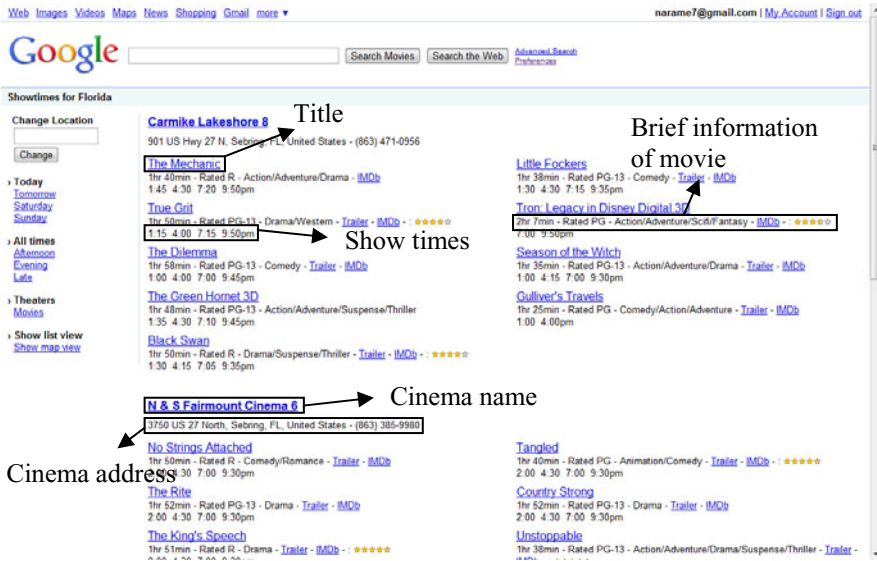 Web Images Videos Maps News Shopping Gmail more ▼
narame7@gmail.com | My Account | Sign out
Google
Search Movies
Search the Web
Advanced Search
Preferences
Showtimes for Florida
Change Location
Change
› Today
Tomorrow
Saturday
Sunday
› All times
Afternoon
Evening
Late
› Theaters
Movies
› Show list view
Show map view
Title
Carmike Lakeshore 8
901 US Hwy 27 N, Sebring, FL, United States - (863) 471-0956
The Mechanic
1hr 40min - Rated R - Action/Adventure/Drama - IMDb
1:45 4:30 7:20 9:50pm
True Grit
1hr 50min - Rated PG-13 - Drama/Western - Trailer - IMDb - :
1:15 4:00 7:15 9:50pm
Show times
The Dilemma
1hr 58min - Rated PG-13 - Comedy - Trailer - IMDb
1:00 4:00 7:00 9:45pm
The Green Hornet 3D
1hr 48min - Rated PG-13 - Action/Adventure/Suspense/Thriller
1:35 4:30 7:10 9:45pm
Black Swan
1hr 50min - Rated R - Drama/Suspense/Thriller - Trailer - IMDb - :
1:30 4:15 7:05 9:35pm
Brief information
of movie
Little Fockers
1hr 38min - Rated PG-13 - Comedy - Trailer - IMDb
1:30 4:30 7:15 9:35pm
Tron: Legacy in Disney Digital 3D
2hr 7min - Rated PG - Action/Adventure/Scifi/Fantasy - IMDb - :
7:00 9:50pm
Season of the Witch
1hr 35min - Rated PG-13 - Action/Adventure/Drama - Trailer - IMDb
1:00 4:15 7:00 9:30pm
Gulliver's Travels
1hr 25min - Rated PG - Comedy/Action/Adventure - Trailer - IMDb
1:00 4:00pm
Cinema name
N & S Fairmount Cinema 6
3750 US 27 North, Sebring, FL, United States - (863) 385-9980
Cinema address
No Strings Attached
1hr 50min - Rated R - Comedy/Romance - Trailer - IMDb
4:30 7:00 9:30pm
The Rite
1hr 52min - Rated PG-13 - Drama - Trailer - IMDb
2:00 4:30 7:00 9:30pm
The King's Speech
1hr 51min - Rated R - Drama - Trailer - IMDb - :
Tangled
1hr 40min - Rated PG - Animation/Comedy - Trailer - IMDb - :
2:00 4:30 7:00 9:30pm
Country Strong
1hr 52min - Rated PG-13 - Drama - Trailer - IMDb
2:00 4:30 7:00 9:30pm
Unstoppable
1hr 38min - Rated PG-13 - Action/Adventure/Drama/Suspense/Thriller - Trailer -